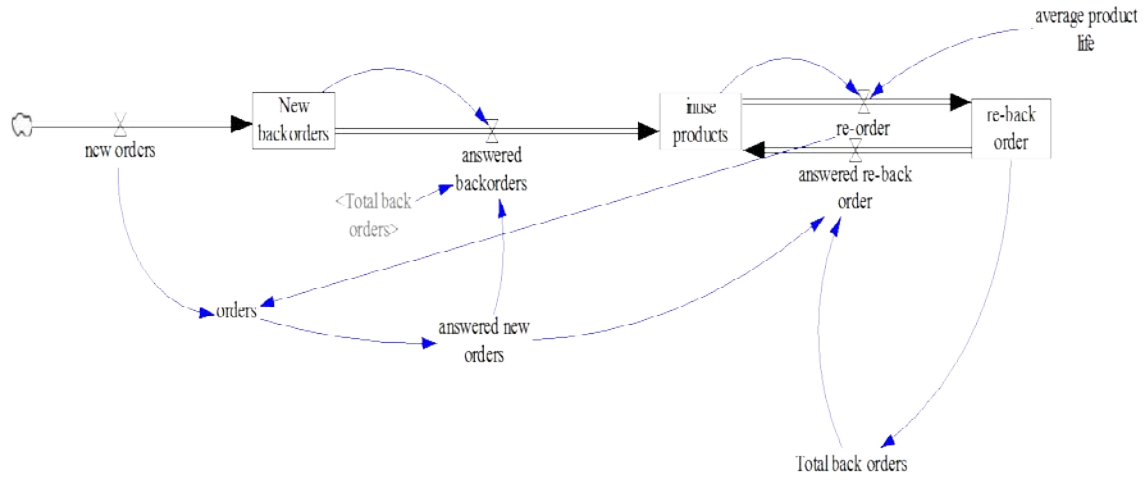 average product
life
New
backorders
inuse
products
re-back
order
new orders
re-order
answered
backorders
answered re-back
order
<Total back
orders>
orders
answered new
orders
Total back orders